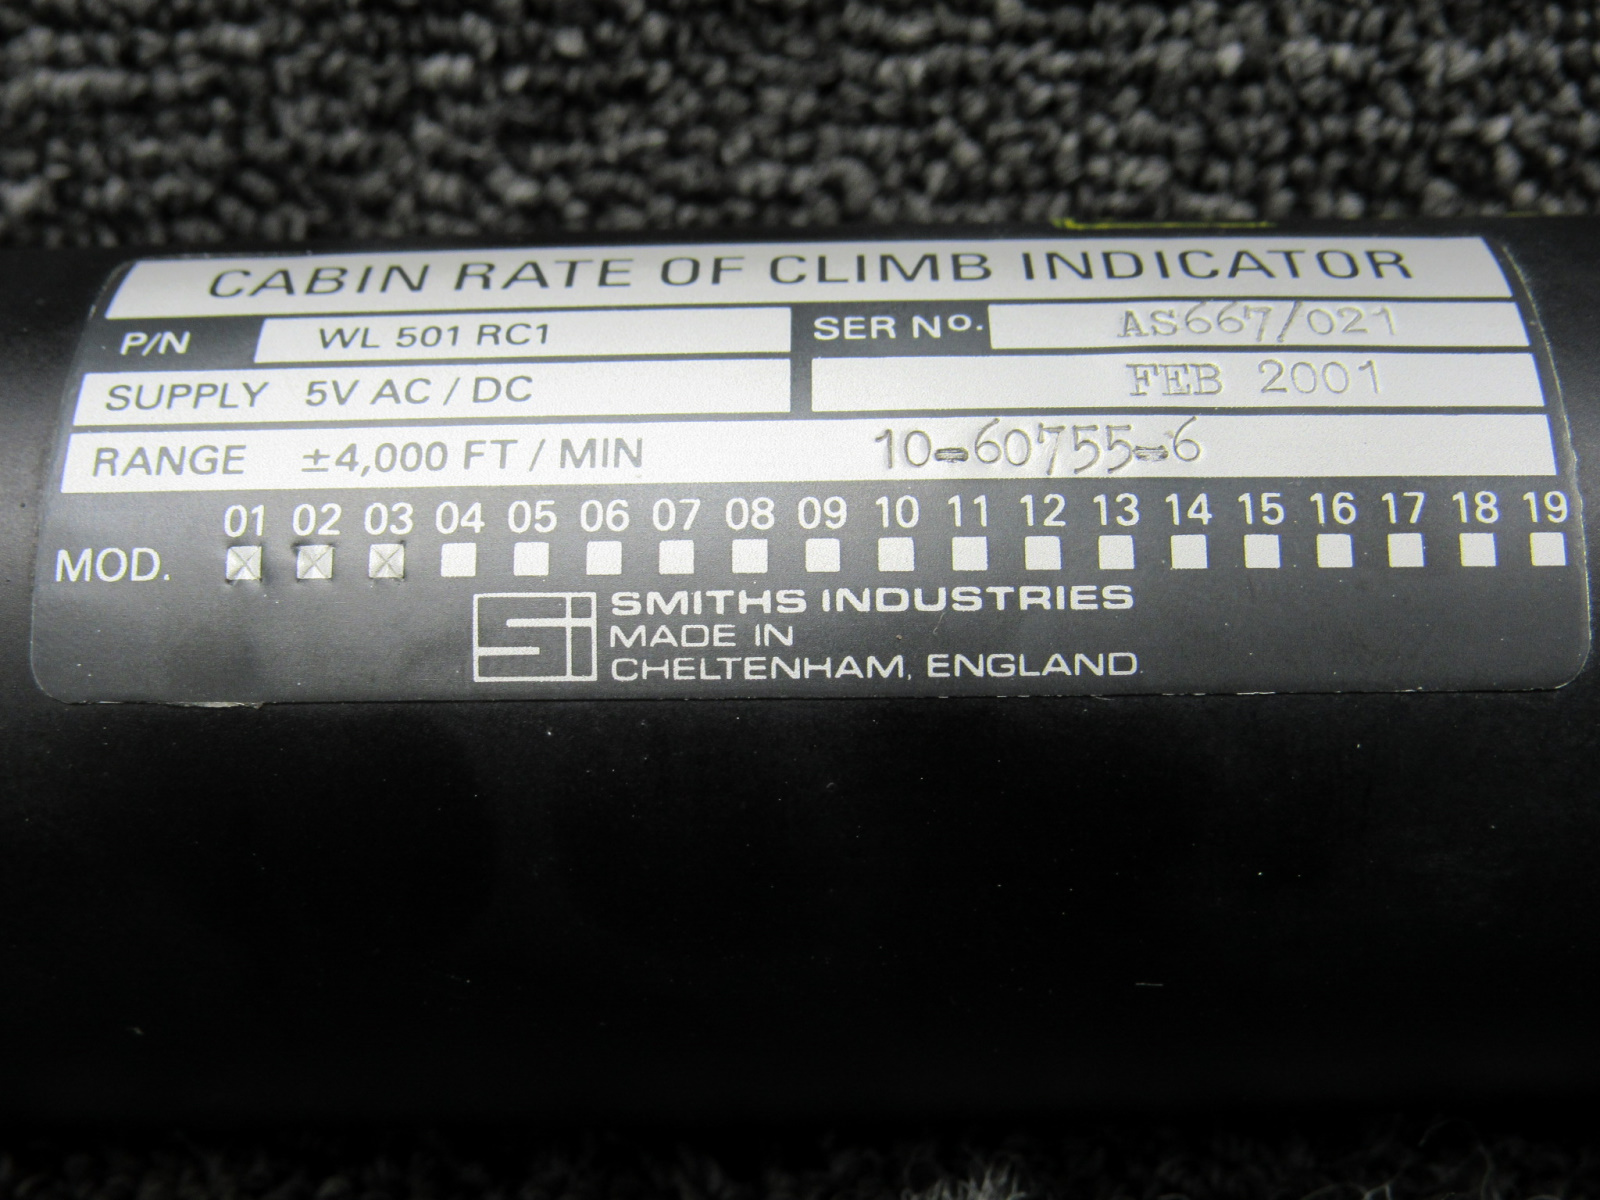 CABIN RATE OF CLIMB INDICATOR
P/N WL 501 RC1 SER No. AS667/021
SUPPLY 5V AC / DC FEB 2001
RANGE ±4,000 FT / MIN 10-60755-6
01 02 03 04 05 06 07 08 09 10 11 12 13 14 15 16 17 18 19
MOD.
Si SMITHS INDUSTRIES
MADE IN
CHELTENHAM, ENGLAND